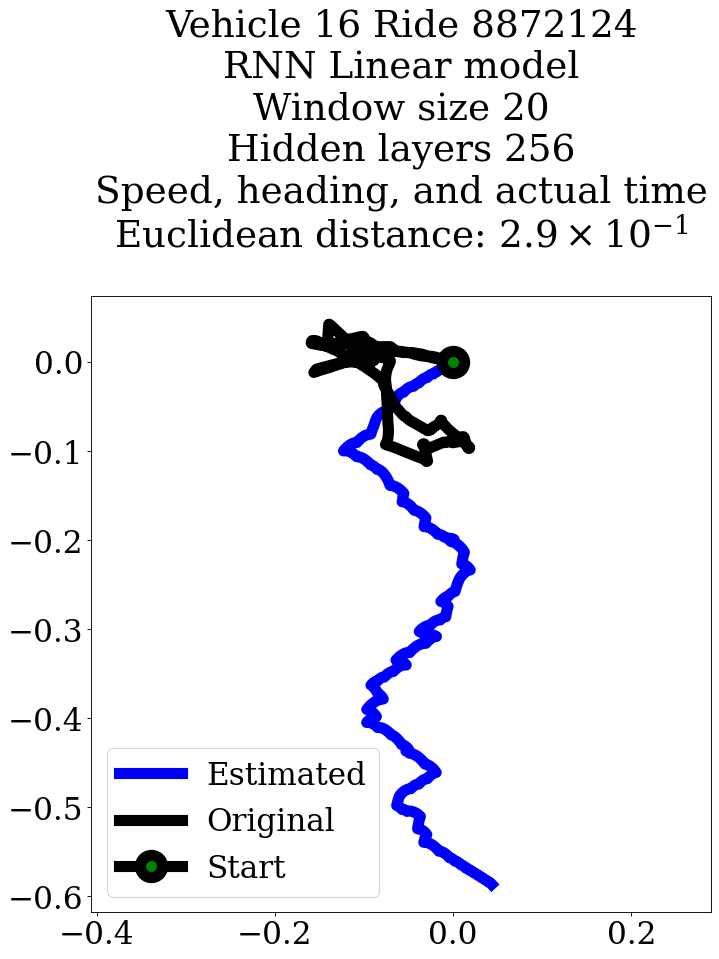 Vehicle 16 Ride 8872124
RNN Linear model
Window size 20
Hidden layers 256
Speed, heading, and actual time
Euclidean distance: 2.9 × 10⁻¹
0.0
−0.1
−0.2
−0.3
−0.4
−0.5
−0.6
Estimated
Original
Start
−0.4 −0.2 0.0 0.2